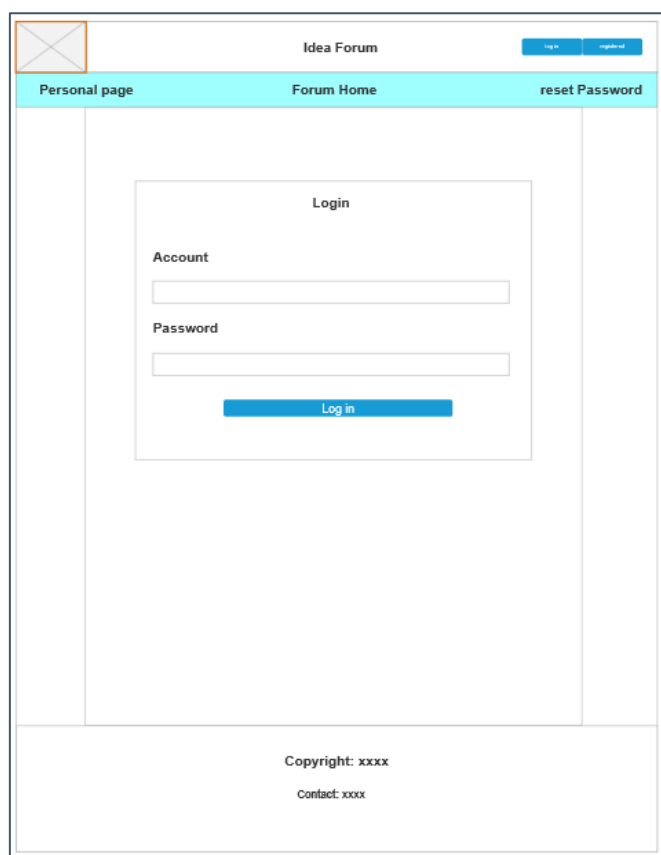 Idea Forum
Log in
registered
Personal page
Forum Home
reset Password
Login
Account
Password
Log in
Copyright: xxxx
Contact: xxxx